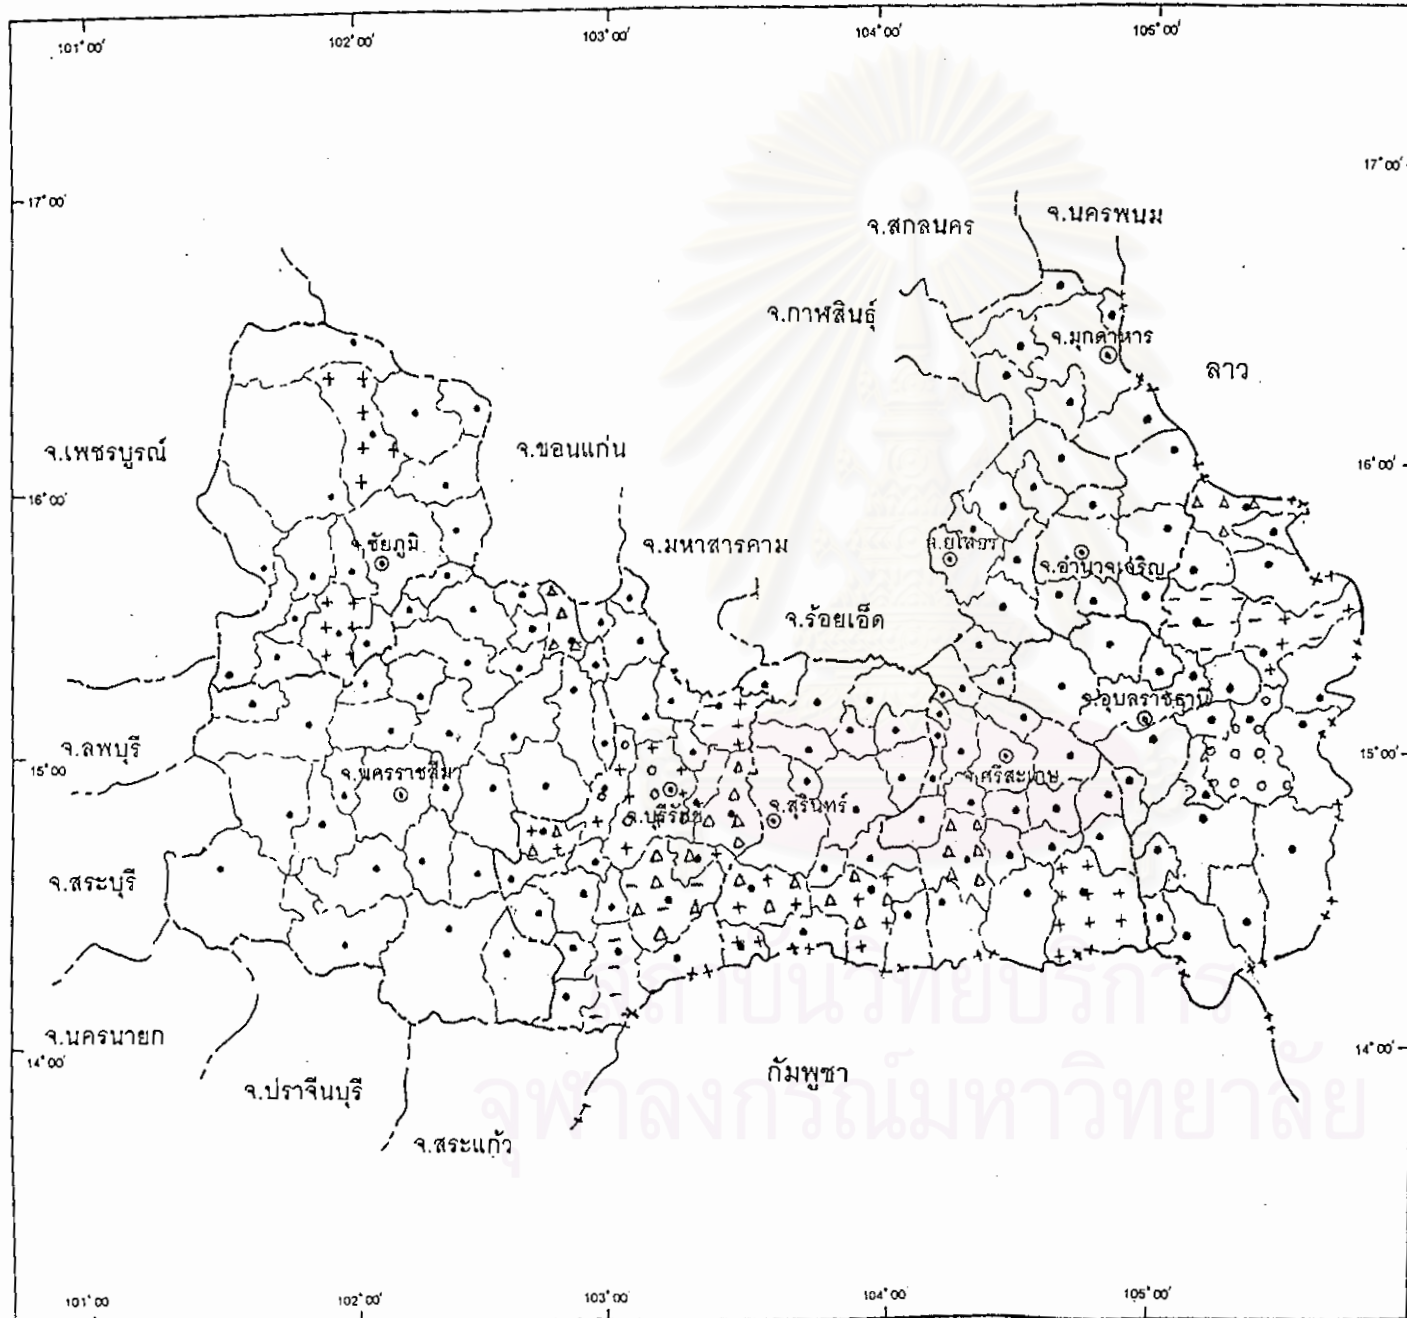 101°00′
102°00′
103°00′
104°00′
105°00′
17°00′
17°00′
จ.นครพนม
จ.สกลนคร
จ.กาฬสินธุ์
จ.มุกดาหาร
ลาว
จ.เพชรบูรณ์
จ.ขอนแก่น
16°00′
16°00′
จ.ชัยภูมิ
จ.มหาสารคาม
จ.ยโสธร
จ.อำนาจเจริญ
จ.ร้อยเอ็ด
จ.อุบลราชธานี
จ.ลพบุรี
15°00
15°00′
จ.นครราชสีมา
จ.ศรีสะเกษ
จ.บุรีรัมย์
จ.สุรินทร์
จ.สระบุรี
สถาบันวิทยบริการ
จ.นครนายก
14°00′
14°00′
กัมพูชา
จ.ปราจีนบุรี
จุฬาลงกรณ์มหาวิทยาลัย
จ.สระแก้ว
101°00
102°00′
103°00′
104°00′
105°00′